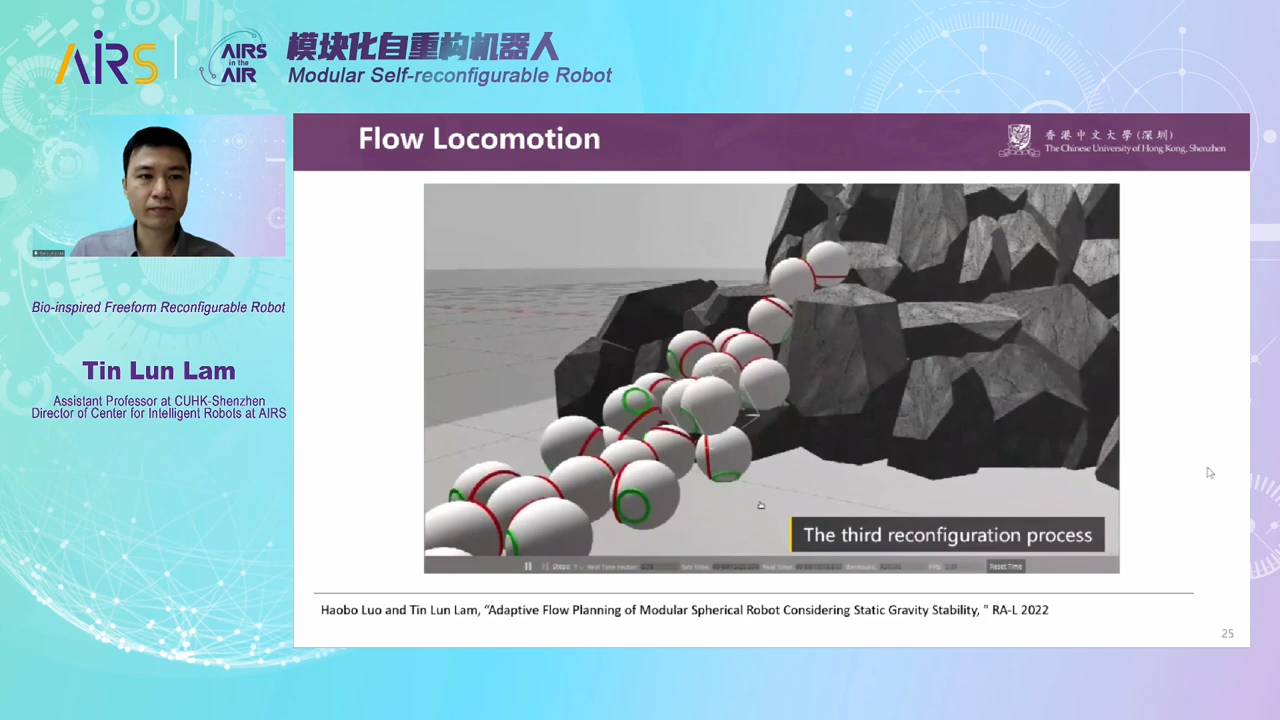 AIRS
AIRS
in the
AIR
模块化自重构机器人
Modular Self-reconfigurable Robot
Flow Locomotion
香港中文大學(深圳)
The Chinese University of Hong Kong, Shenzhen
Bio-inspired Freeform Reconfigurable Robot
Tin Lun Lam
Assistant Professor at CUHK-Shenzhen
Director of Center for Intelligent Robots at AIRS
The third reconfiguration process
Reset Time
Haobo Luo and Tin Lun Lam, “Adaptive Flow Planning of Modular Spherical Robot Considering Static Gravity Stability, " RA-L 2022
25